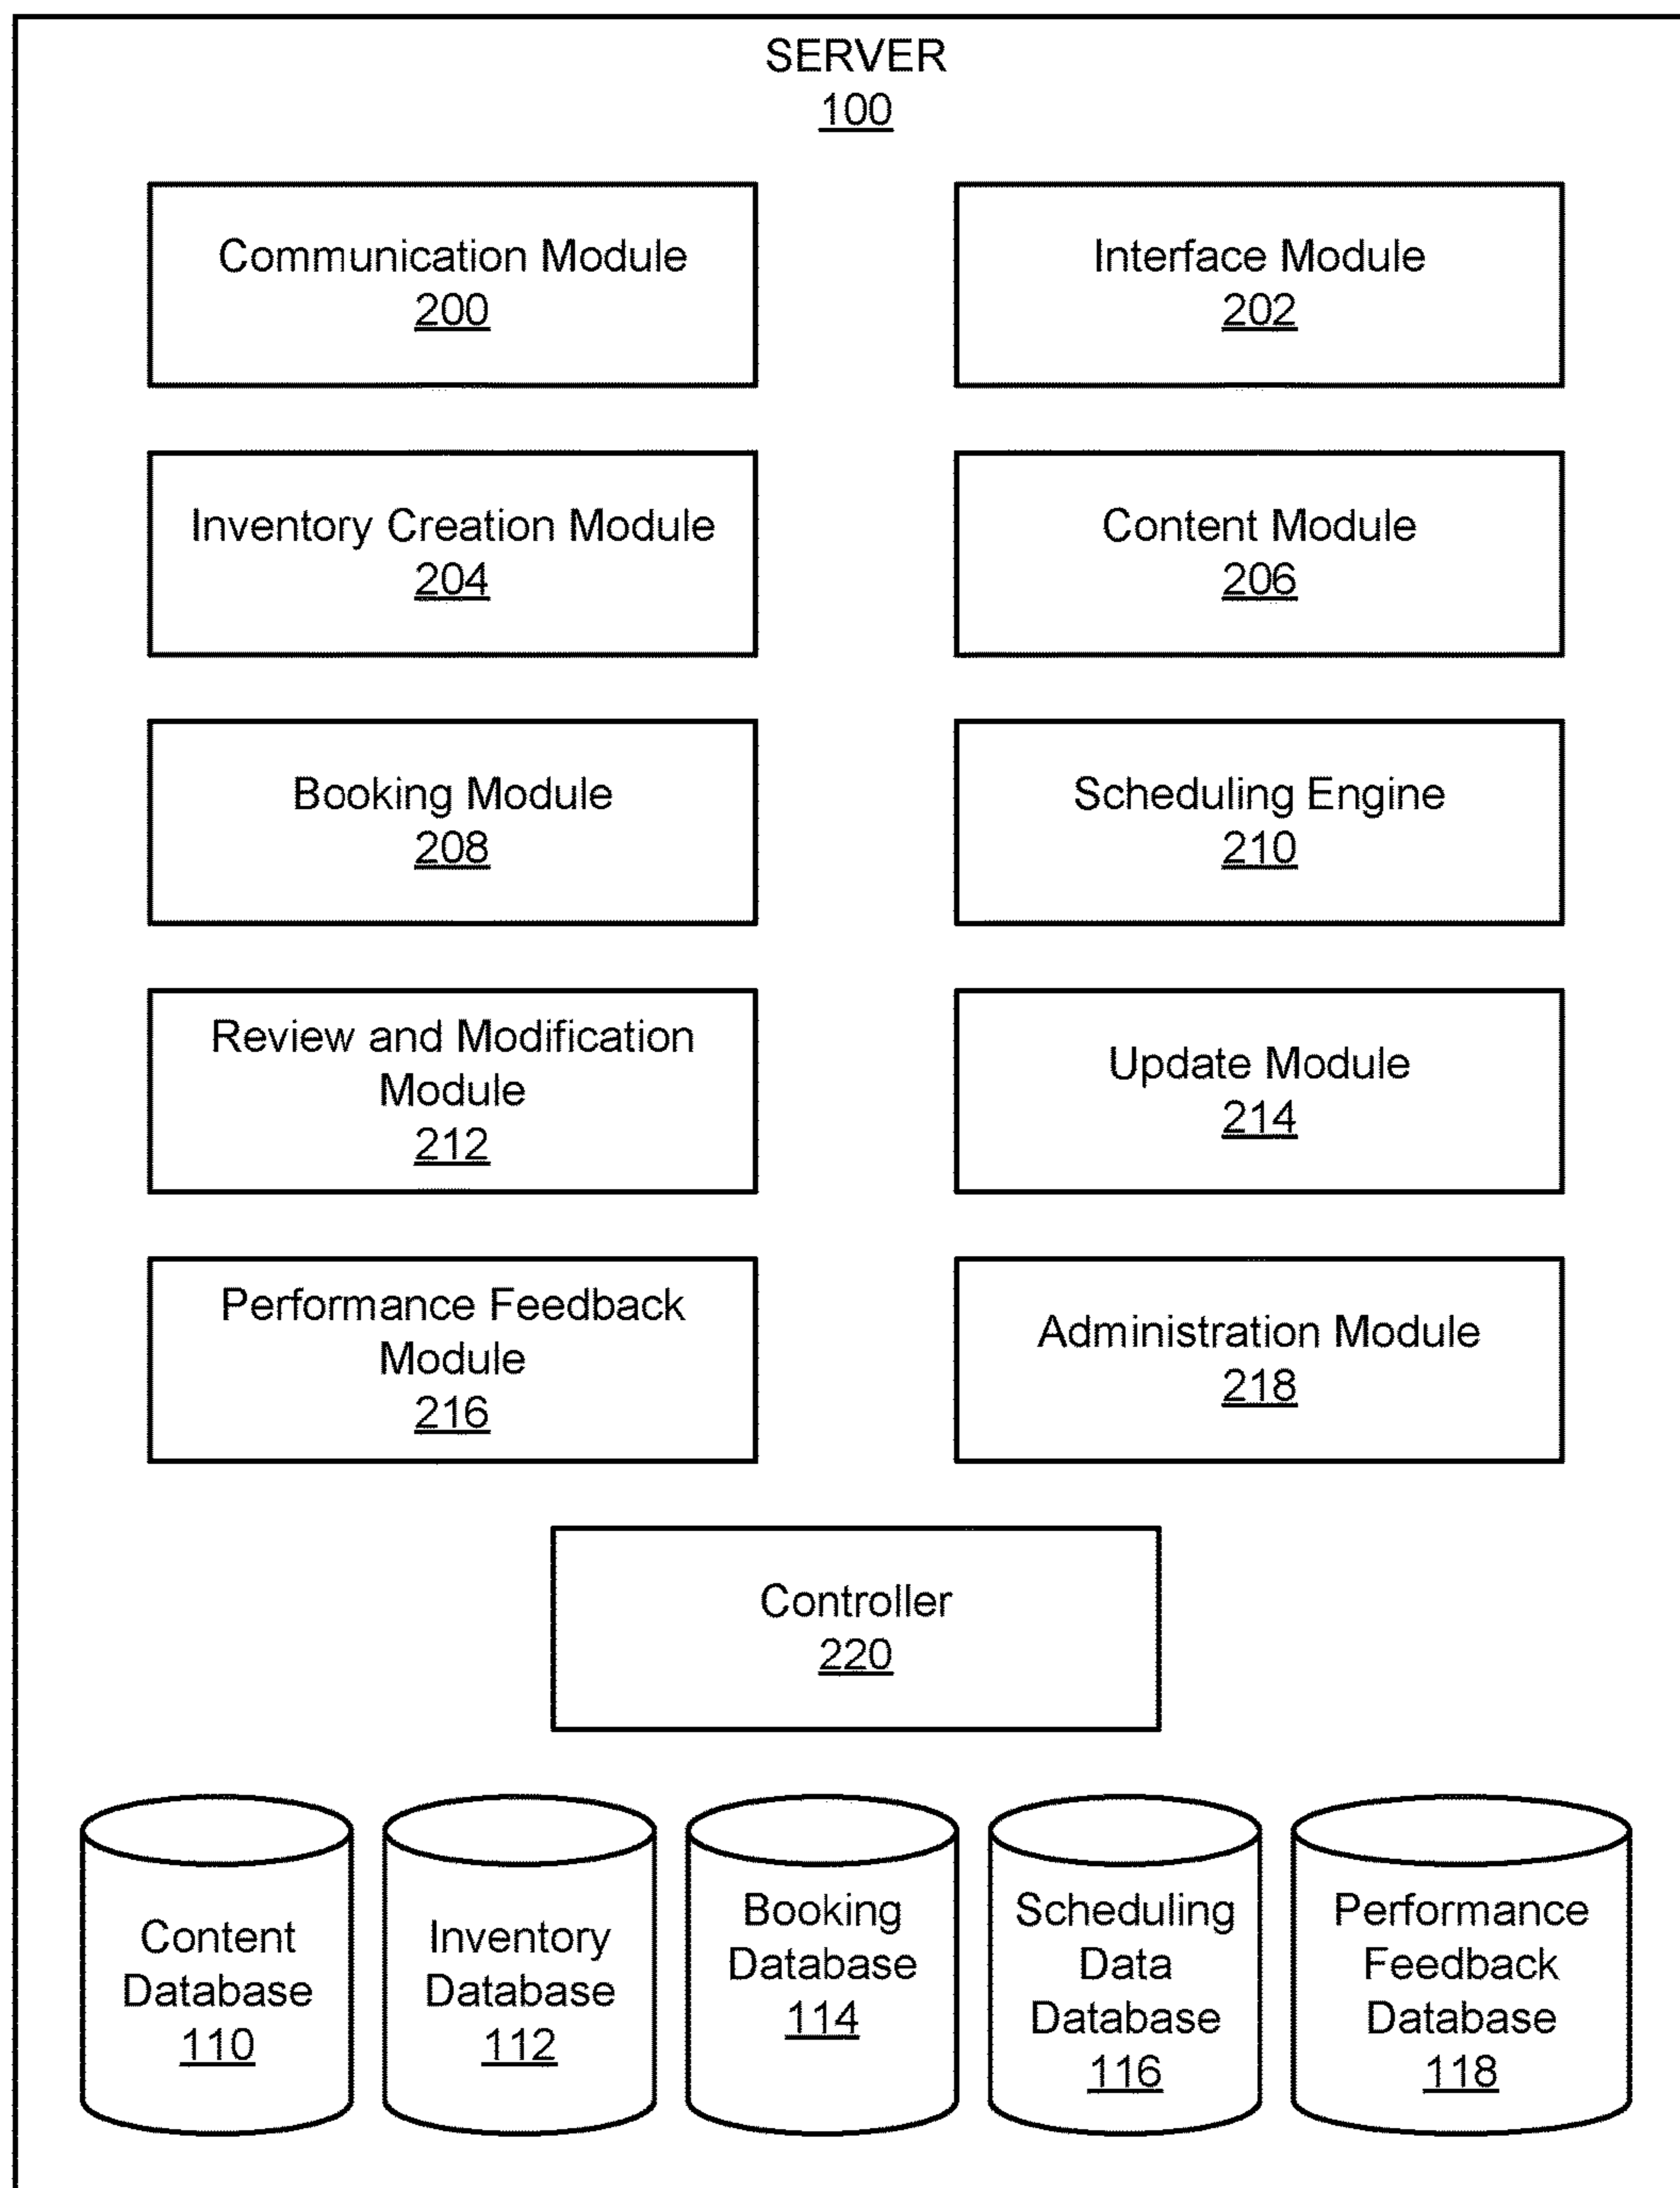 SERVER
100
Communication Module
200
Interface Module
202
Inventory Creation Module
204
Content Module
206
Booking Module
208
Scheduling Engine
210
Review and Modification
Module
212
Update Module
214
Performance Feedback
Module
216
Administration Module
218
Controller
220
Content
Database
110
Inventory
Database
112
Booking
Database
114
Scheduling
Data
Database
116
Performance
Feedback
Database
118